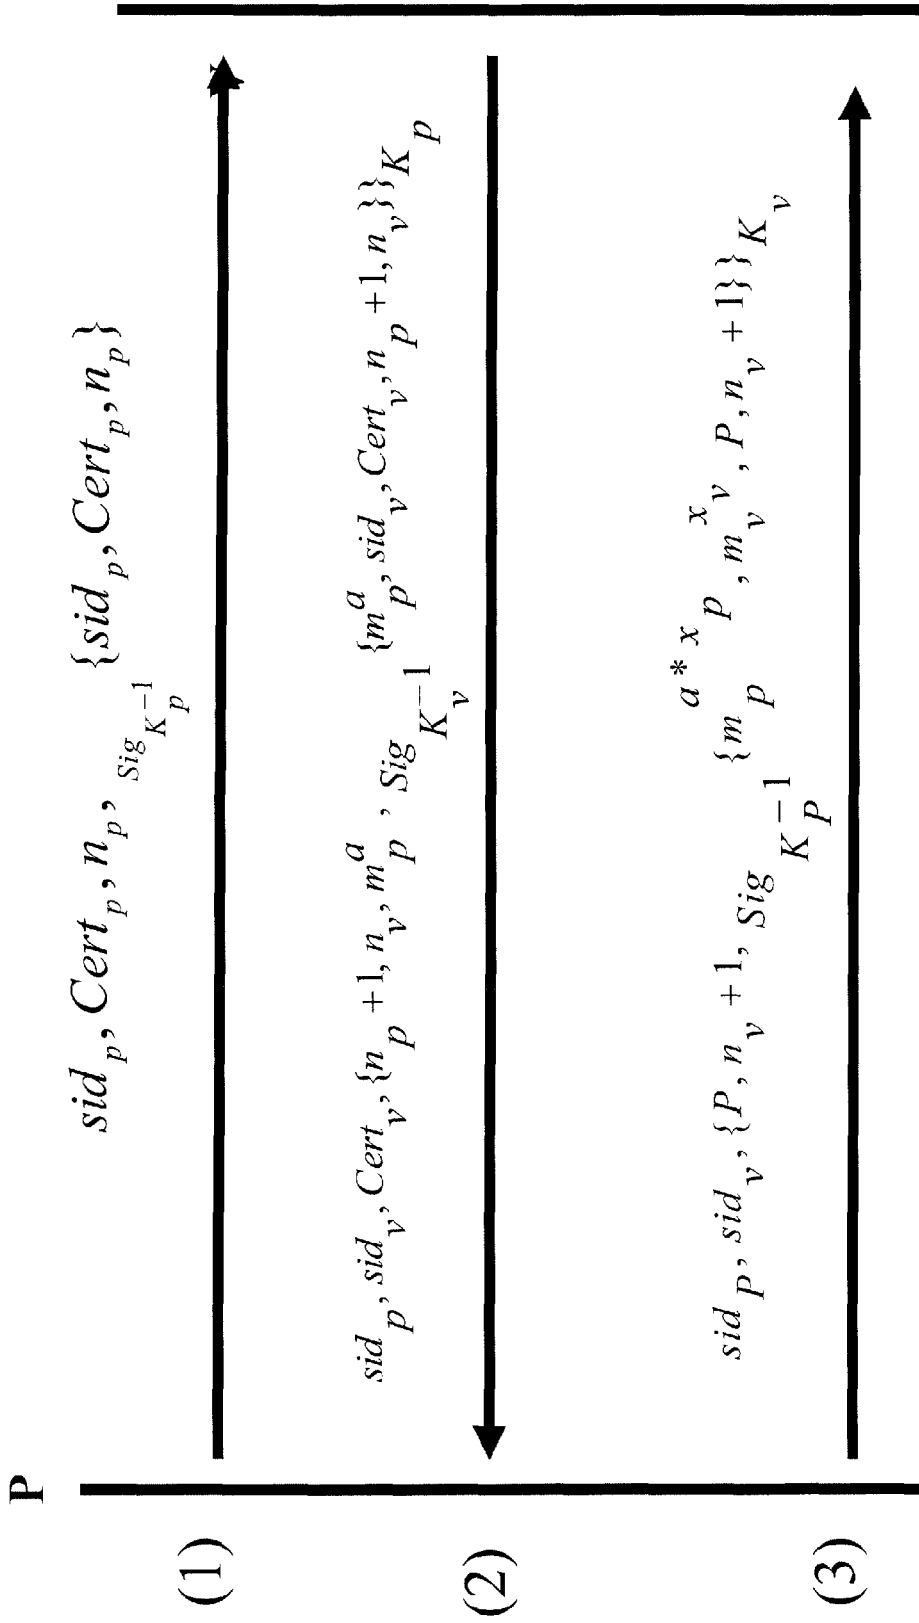 P
(1) $sid_p, Cert_p, n_p, Sig_{K_p^{-1}}\{sid_p, Cert_p, n_p\}$
(2) $sid_p, sid_v, Cert_v, \{n_p+1, n_v, m_p^a, Sig_{K_v^{-1}}\{m_p^a, sid_v, Cert_v, n_p+1, n_v\}\}_{K_p}$
(3) $sid_P, sid_v, \{P, n_v+1, Sig_{K_P^{-1}}\{m_p^{a*x_p}, m_v^{x_v}, P, n_v+1\}\}_{K_v}$